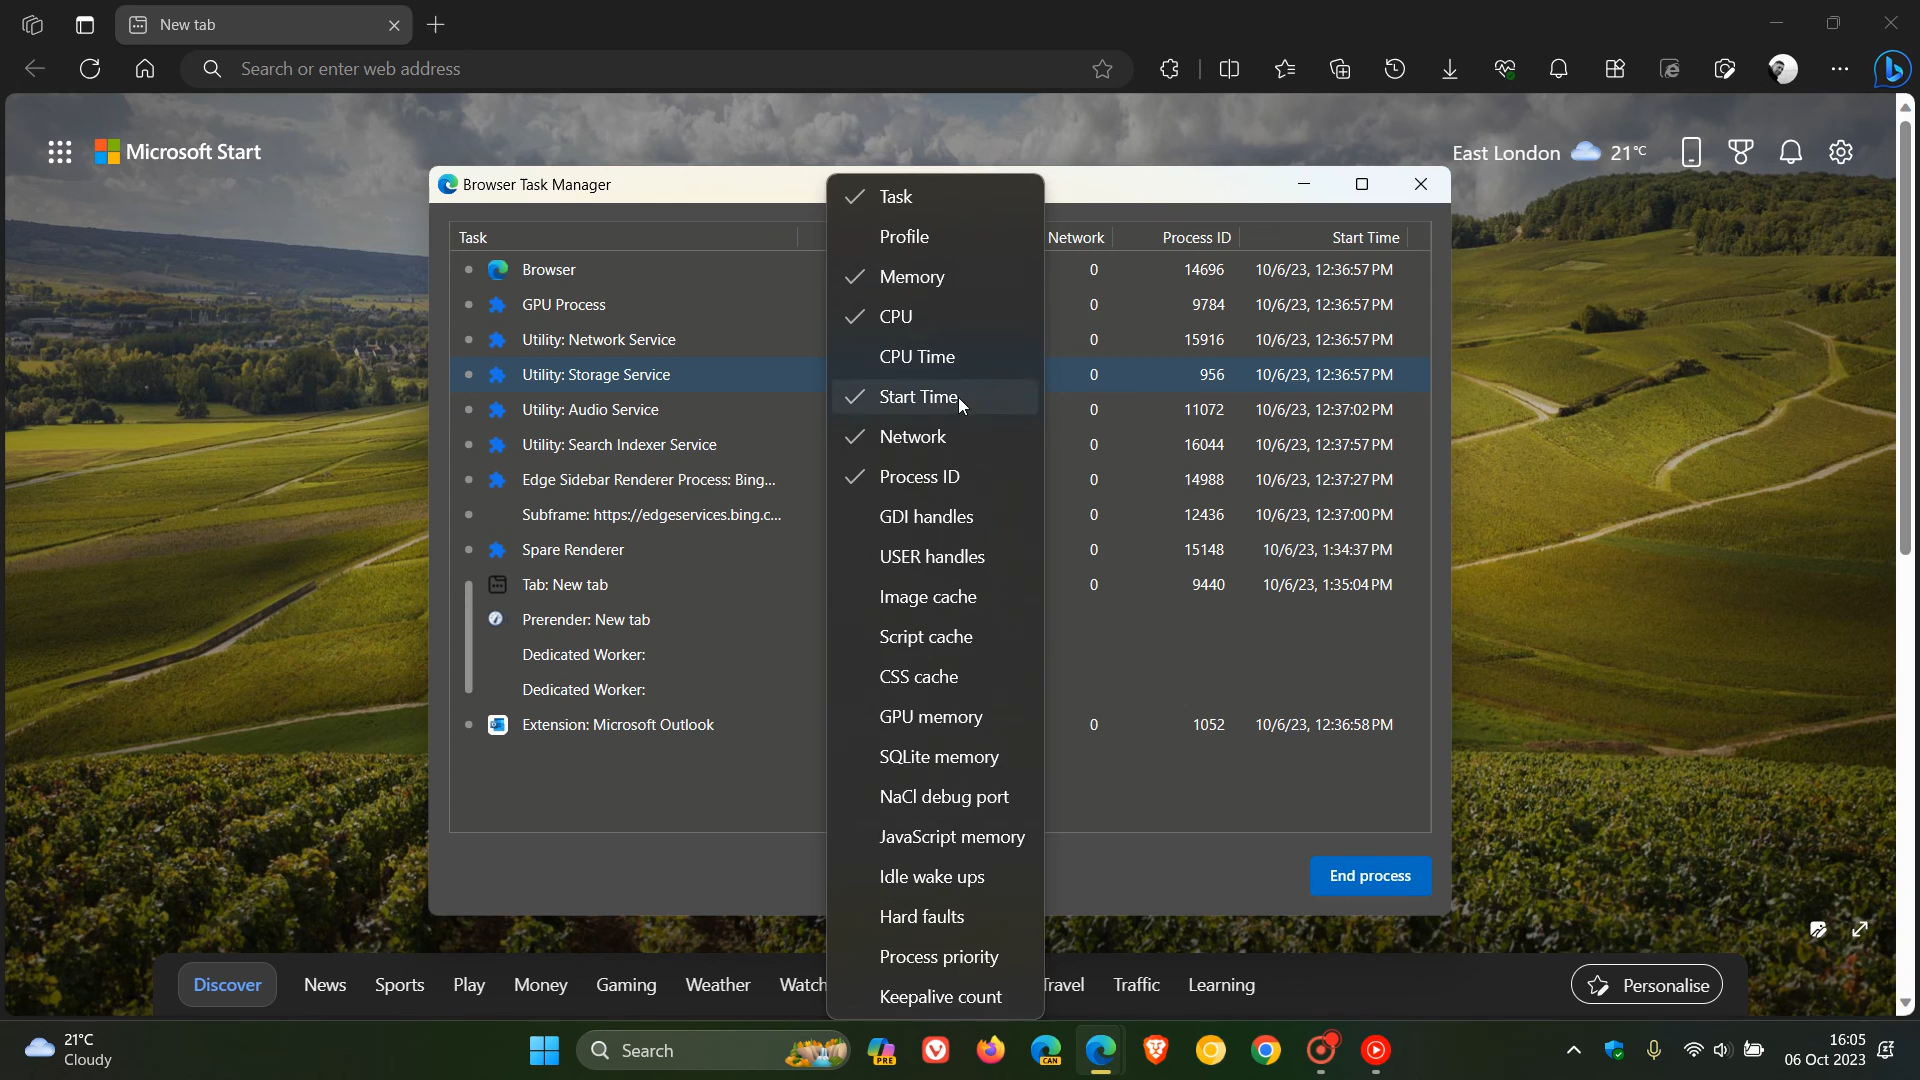 New tab
Search or enter web address
Microsoft Start
East London 21°C
Browser Task Manager
Task Network Process ID Start Time
Browser 0 14696 10/6/23, 12:36:57 PM
GPU Process 0 9784 10/6/23, 12:36:57 PM
Utility: Network Service 0 15916 10/6/23, 12:36:57 PM
Utility: Storage Service 0 956 10/6/23, 12:36:57 PM
Utility: Audio Service 0 11072 10/6/23, 12:37:02 PM
Utility: Search Indexer Service 0 16044 10/6/23, 12:37:57 PM
Edge Sidebar Renderer Process: Bing... 0 14988 10/6/23, 12:37:27 PM
Subframe: https://edgeservices.bing.c... 0 12436 10/6/23, 12:37:00 PM
Spare Renderer 0 15148 10/6/23, 1:34:37 PM
Tab: New tab 0 9440 10/6/23, 1:35:04 PM
Prerender: New tab
Dedicated Worker:
Dedicated Worker:
Extension: Microsoft Outlook 0 1052 10/6/23, 12:36:58 PM
End process
Task
Profile
Memory
CPU
CPU Time
Start Time
Network
Process ID
GDI handles
USER handles
Image cache
Script cache
CSS cache
GPU memory
SQLite memory
NaCl debug port
JavaScript memory
Idle wake ups
Hard faults
Process priority
Keepalive count
Discover News Sports Play Money Gaming Weather Watch Travel Traffic Learning Personalise
21°C
Cloudy
Search
PRE
CAN
16:05
06 Oct 2023